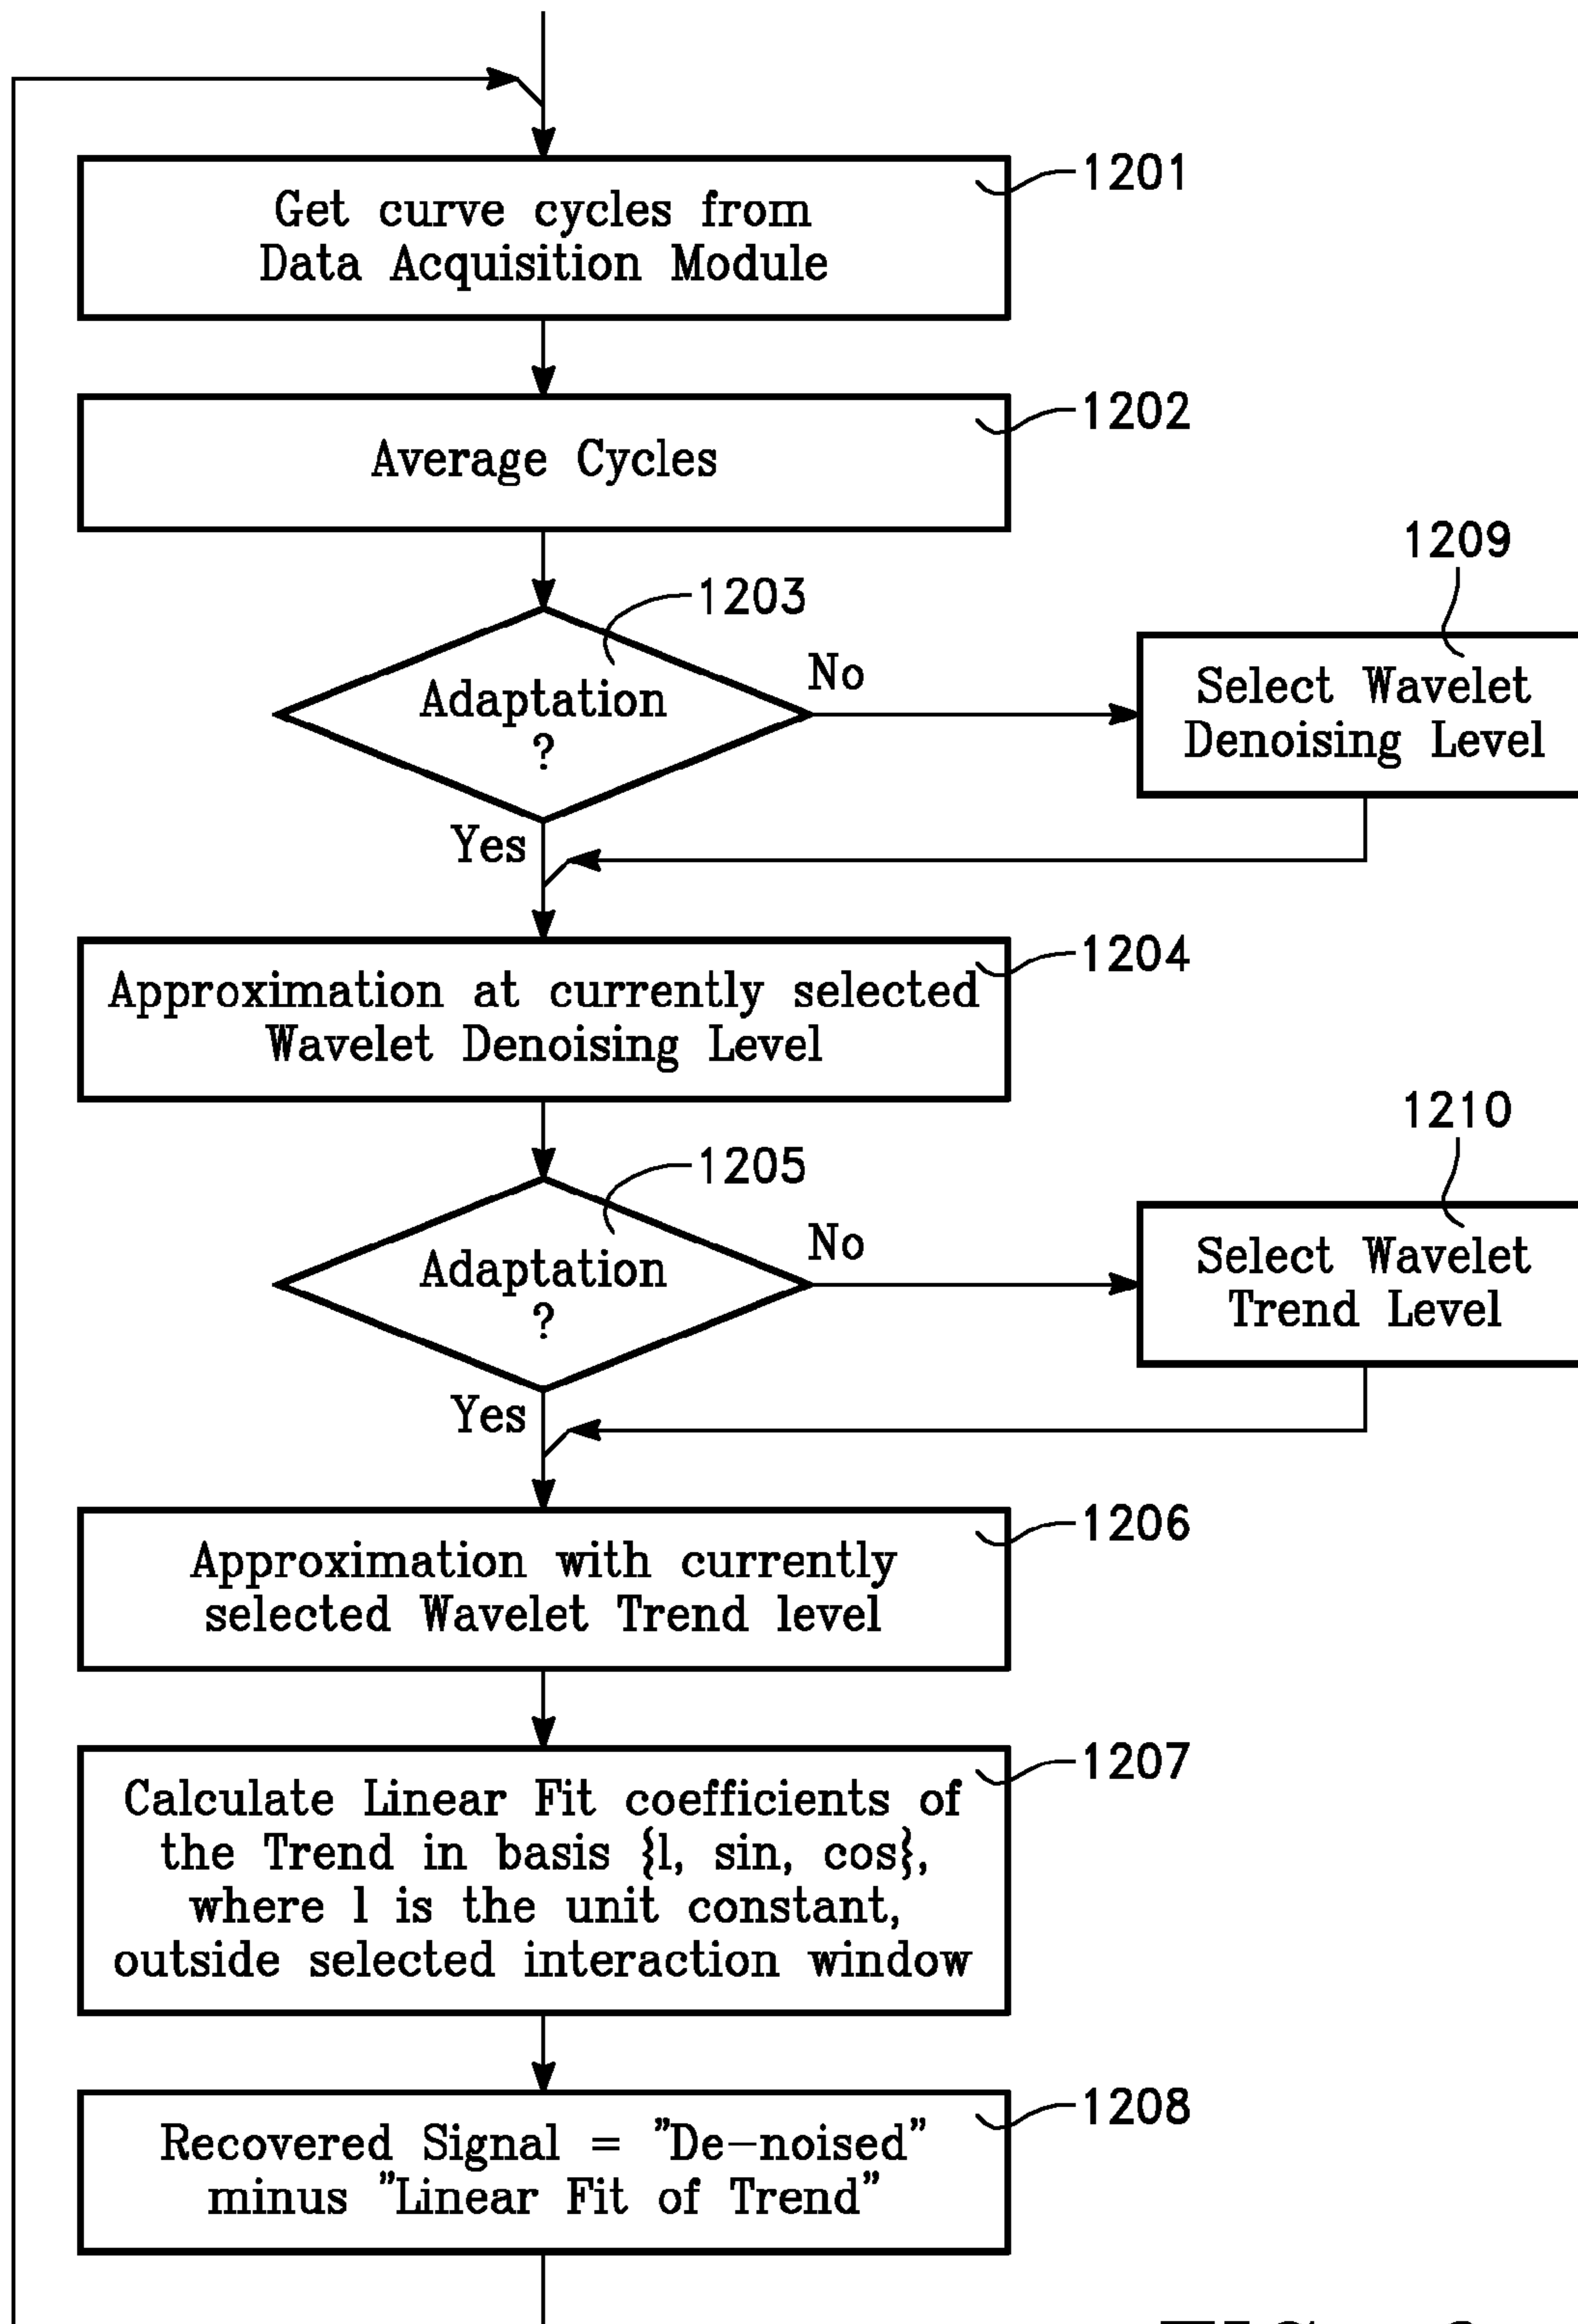 1201
Get curve cycles from
Data Acquisition Module
1202
Average Cycles
1203
Adaptation
?
No
Yes
1209
Select Wavelet
Denoising Level
1204
Approximation at currently selected
Wavelet Denoising Level
1205
Adaptation
?
No
Yes
1210
Select Wavelet
Trend Level
1206
Approximation with currently
selected Wavelet Trend level
1207
Calculate Linear Fit coefficients of
the Trend in basis {l, sin, cos},
where l is the unit constant,
outside selected interaction window
1208
Recovered Signal = "De-noised"
minus "Linear Fit of Trend"